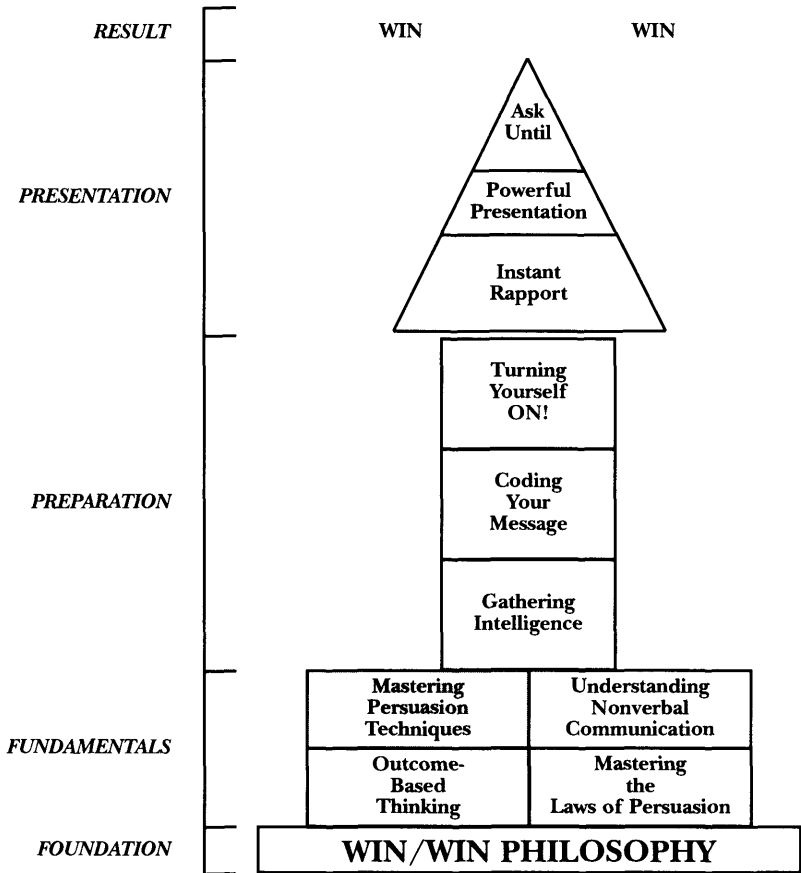 RESULT
WIN WIN
Ask
Until
PRESENTATION
Powerful
Presentation
Instant
Rapport
Turning
Yourself
ON!
PREPARATION
Coding
Your
Message
Gathering
Intelligence
FUNDAMENTALS
Mastering
Persuasion
Techniques
Understanding
Nonverbal
Communication
Outcome-
Based
Thinking
Mastering
the
Laws of Persuasion
FOUNDATION
WIN/WIN PHILOSOPHY